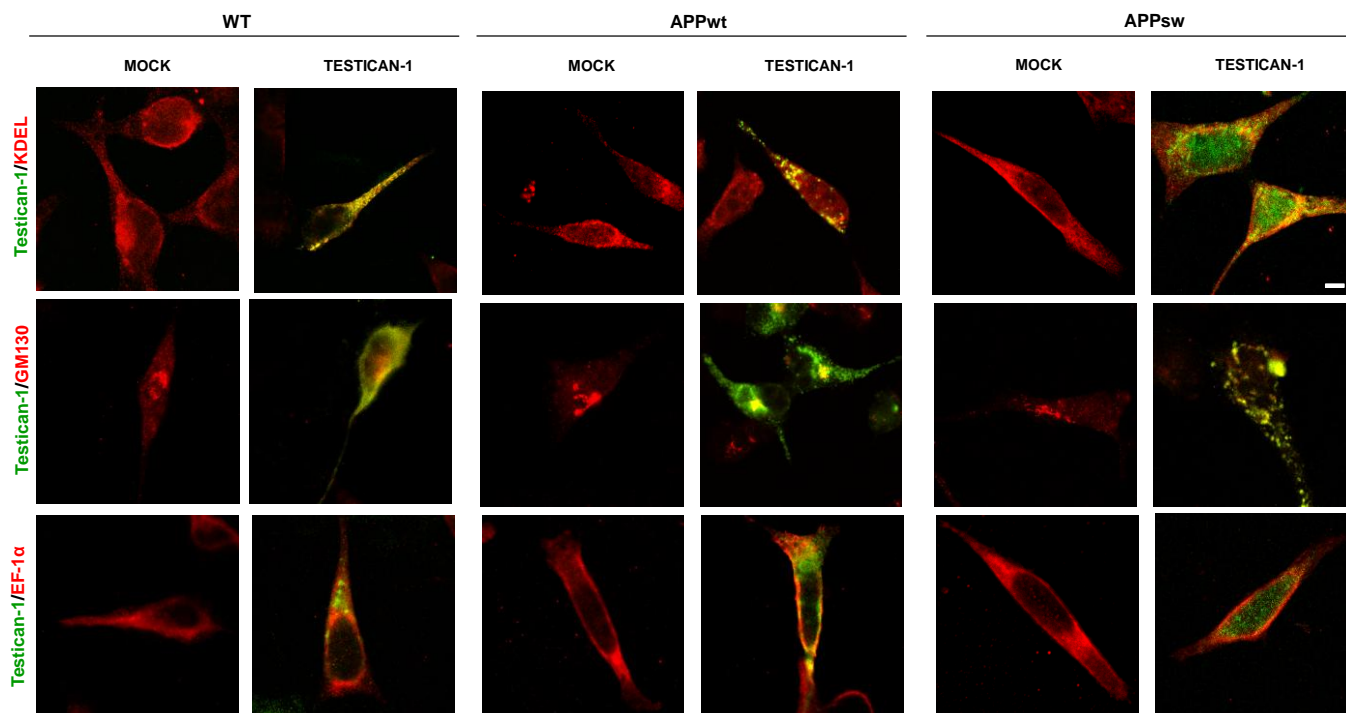 WT APPwt APPsw
MOCK TESTICAN-1 MOCK TESTICAN-1 MOCK TESTICAN-1
Testican-1/KDEL
Testican-1/GM130
Testican-1/EF-1α